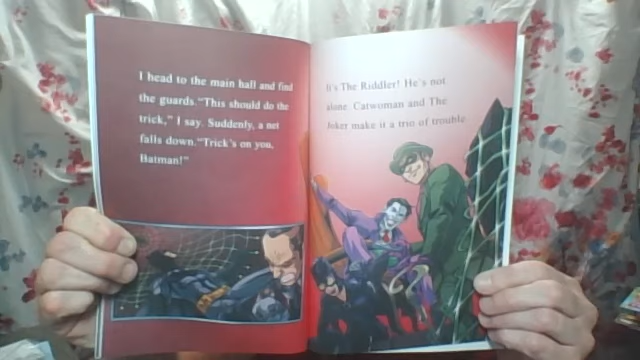 I head to the main hall and find
the guards. "This should do the
trick," I say. Suddenly, a net
falls down. "Trick's on you,
Batman!"
It's The Riddler! He's not
alone. Catwoman and The
Joker make it a trio of trouble.